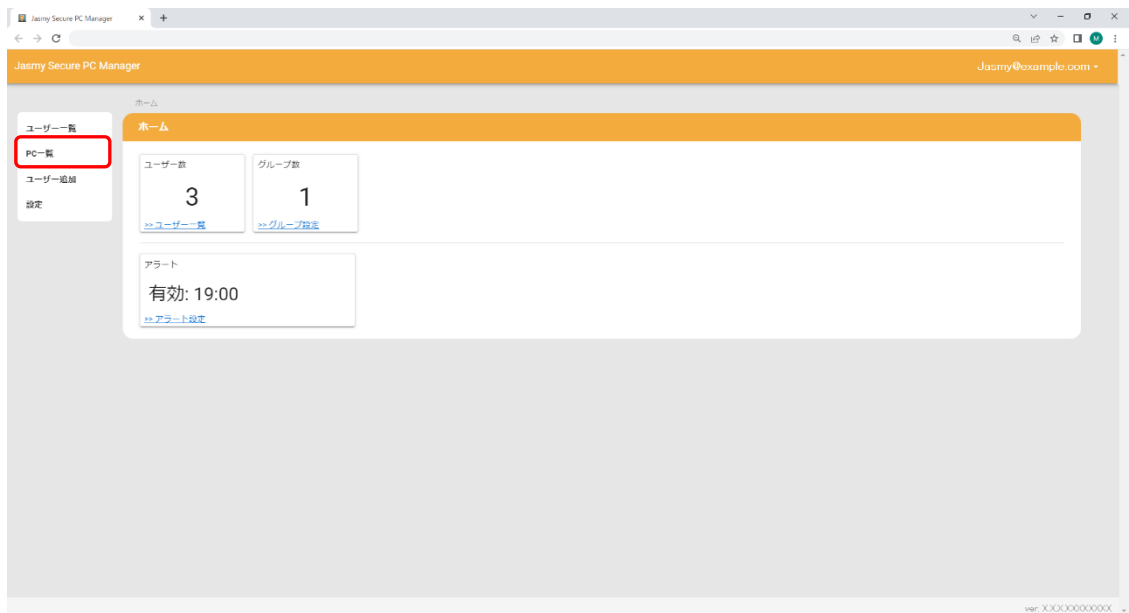 Jasmy Secure PC Manager
Jasmy Secure PC Manager
Jasmy@example.com
ホーム
ユーザー一覧
PC一覧
ユーザー追加
設定
ホーム
ユーザー数
3
>> ユーザー一覧
グループ数
1
>> グループ設定
アラート
有効: 19:00
>> アラート設定
ver. X.XX.XXXXXXXXX